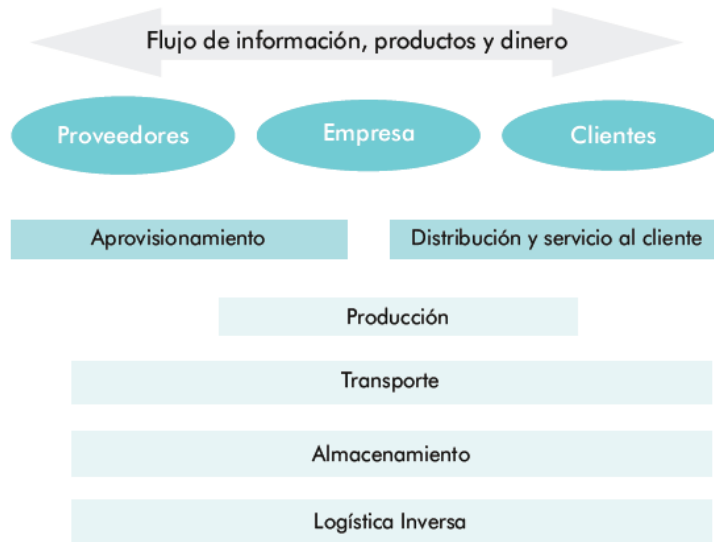 Flujo de información, productos y dinero
Proveedores
Empresa
Clientes
Aprovisionamiento
Distribución y servicio al cliente
Producción
Transporte
Almacenamiento
Logística Inversa